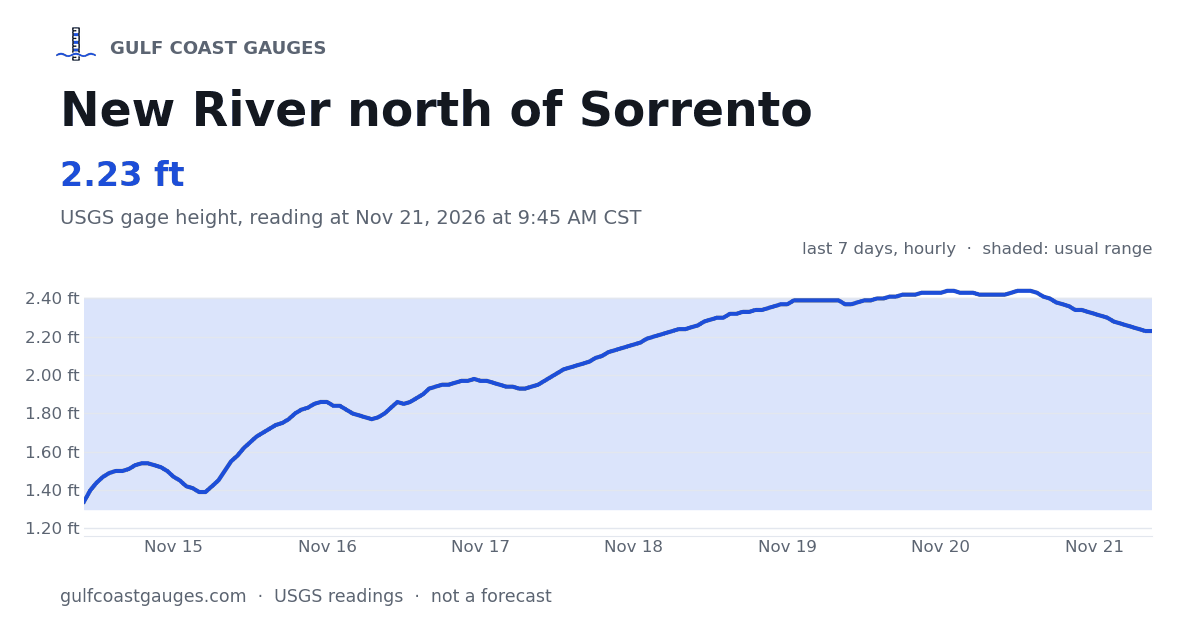 GULF COAST GAUGES
New River north of Sorrento
2.23 ft
USGS gage height, reading at Nov 21, 2026 at 9:45 AM CST
last 7 days, hourly · shaded: usual range
2.40 ft
2.20 ft
2.00 ft
1.80 ft
1.60 ft
1.40 ft
1.20 ft
Nov 15 Nov 16 Nov 17 Nov 18 Nov 19 Nov 20 Nov 21
gulfcoastgauges.com · USGS readings · not a forecast